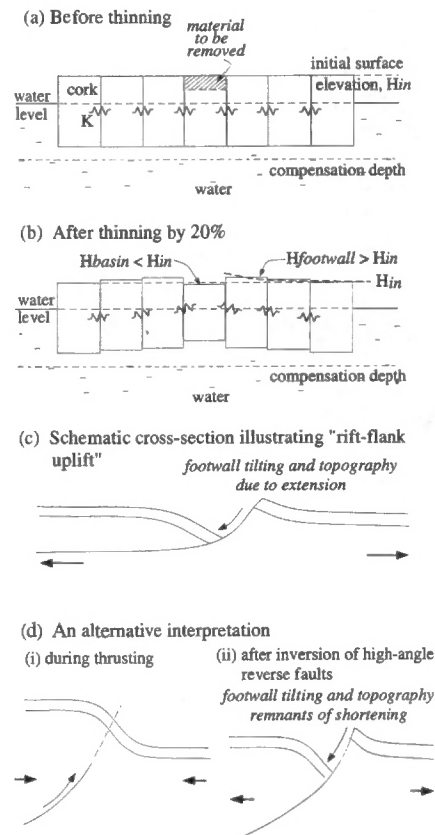 (a) Before thinning
material
to be
removed
initial surface
elevation, Hin
water
level
cork
K
compensation depth
water
(b) After thinning by 20%
Hbasin < Hin
Hfootwall > Hin
Hin
water
level
compensation depth
water
(c) Schematic cross-section illustrating "rift-flank
uplift"
footwall tilting and topography
due to extension
(d) An alternative interpretation
(i) during thrusting
(ii) after inversion of high-angle
reverse faults
footwall tilting and topography
remnants of shortening